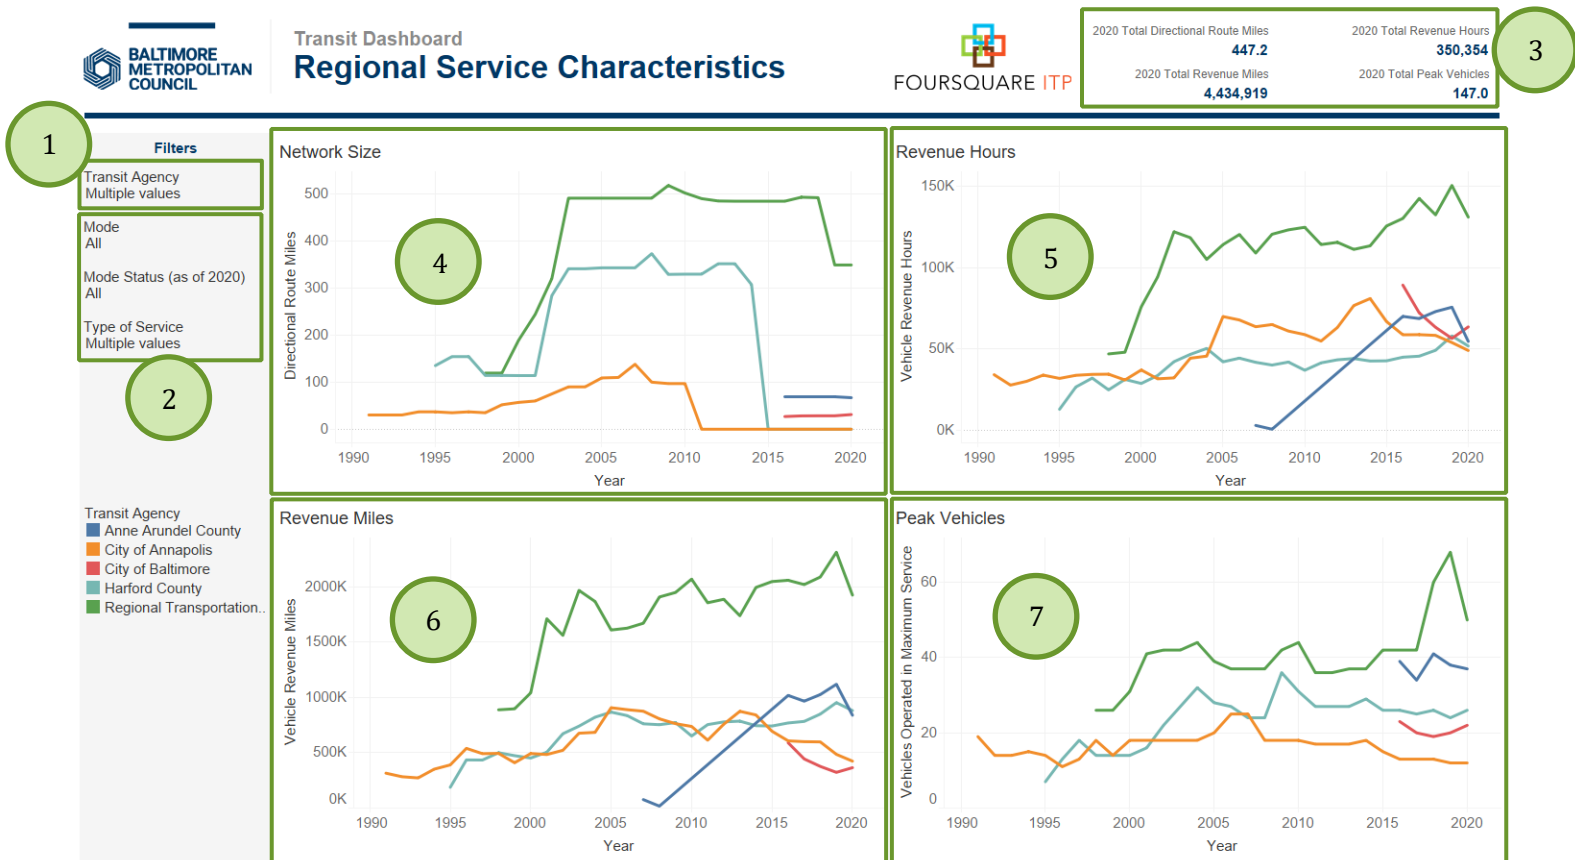 BALTIMORE
METROPOLITAN
COUNCIL
Transit Dashboard
Regional Service Characteristics
FOURSQUARE ITP
2020 Total Directional Route Miles
447.2
2020 Total Revenue Hours
350,354
2020 Total Revenue Miles
4,434,919
2020 Total Peak Vehicles
147.0
3
1
Filters
Transit Agency
Multiple values
Mode
All
Mode Status (as of 2020)
All
Type of Service
Multiple values
2
Transit Agency
Anne Arundel County
City of Annapolis
City of Baltimore
Harford County
Regional Transportation..
Network Size
4
Directional Route Miles
500
400
300
200
100
0
1990 1995 2000 2005 2010 2015 2020
Year
Revenue Hours
5
Vehicle Revenue Hours
150K
100K
50K
0K
1990 1995 2000 2005 2010 2015 2020
Year
Revenue Miles
6
Vehicle Revenue Miles
2000K
1500K
1000K
500K
0K
1990 1995 2000 2005 2010 2015 2020
Year
Peak Vehicles
7
Vehicles Operated in Maximum Service
60
40
20
0
1990 1995 2000 2005 2010 2015 2020
Year